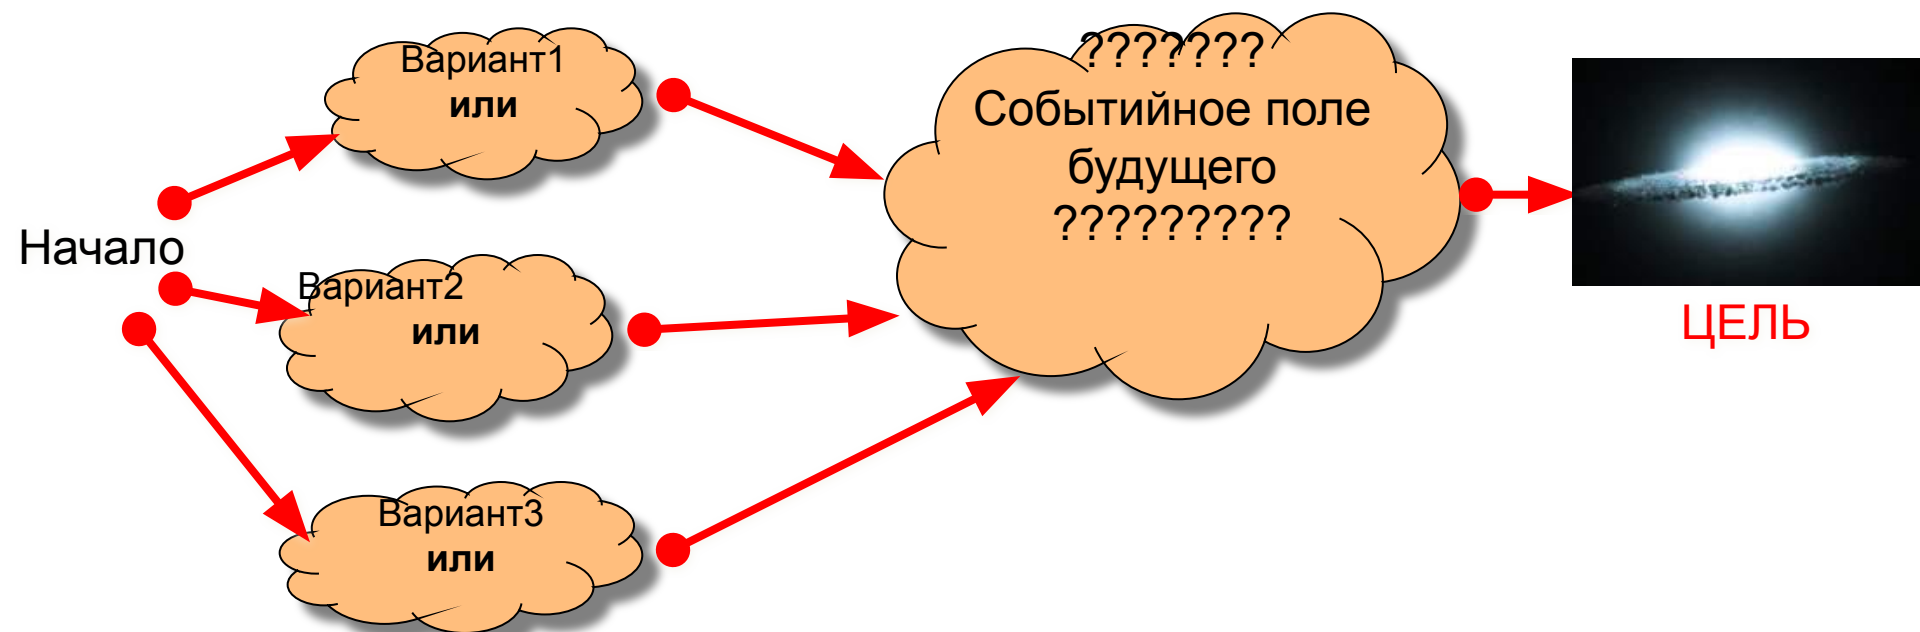 Начало
Вариант1
или
Вариант2
или
Вариант3
или
???????
Событийное поле
будущего
?????????
ЦЕЛЬ